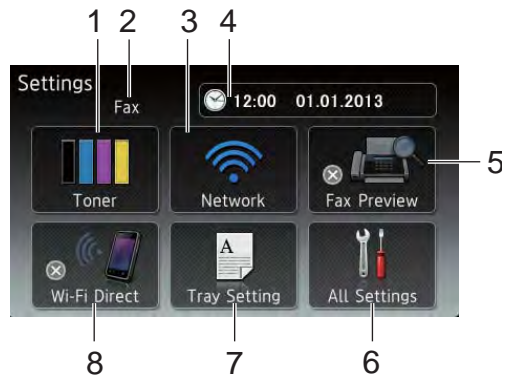 1 2 3 4
Settings
Fax
12:00 01.01.2013
5
Toner Network Fax Preview
A
Wi-Fi Direct Tray Setting All Settings
8 7 6